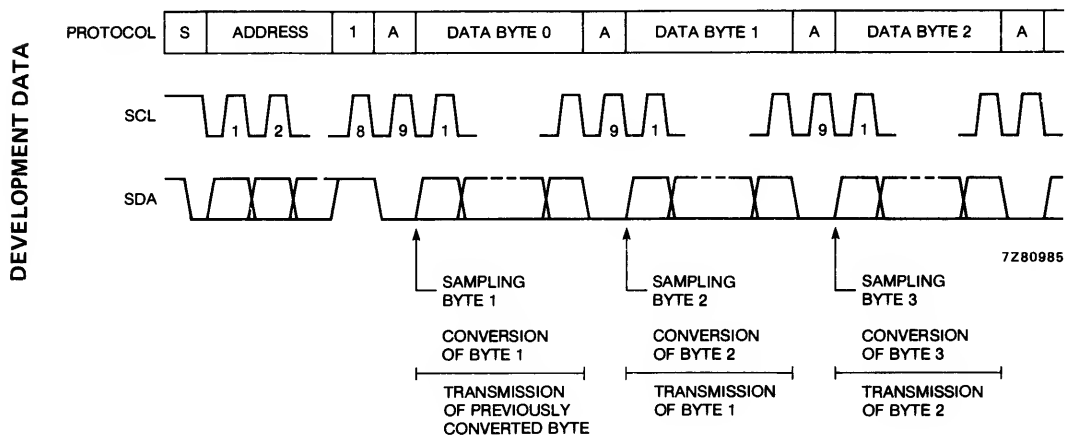 DEVELOPMENT DATA
PROTOCOL S ADDRESS 1 A DATA BYTE 0 A DATA BYTE 1 A DATA BYTE 2 A
SCL 1 2 8 9 1 9 1 9 1
SDA
7Z80985
SAMPLING BYTE 1
SAMPLING BYTE 2
SAMPLING BYTE 3
CONVERSION OF BYTE 1
CONVERSION OF BYTE 2
CONVERSION OF BYTE 3
TRANSMISSION OF PREVIOUSLY CONVERTED BYTE
TRANSMISSION OF BYTE 1
TRANSMISSION OF BYTE 2